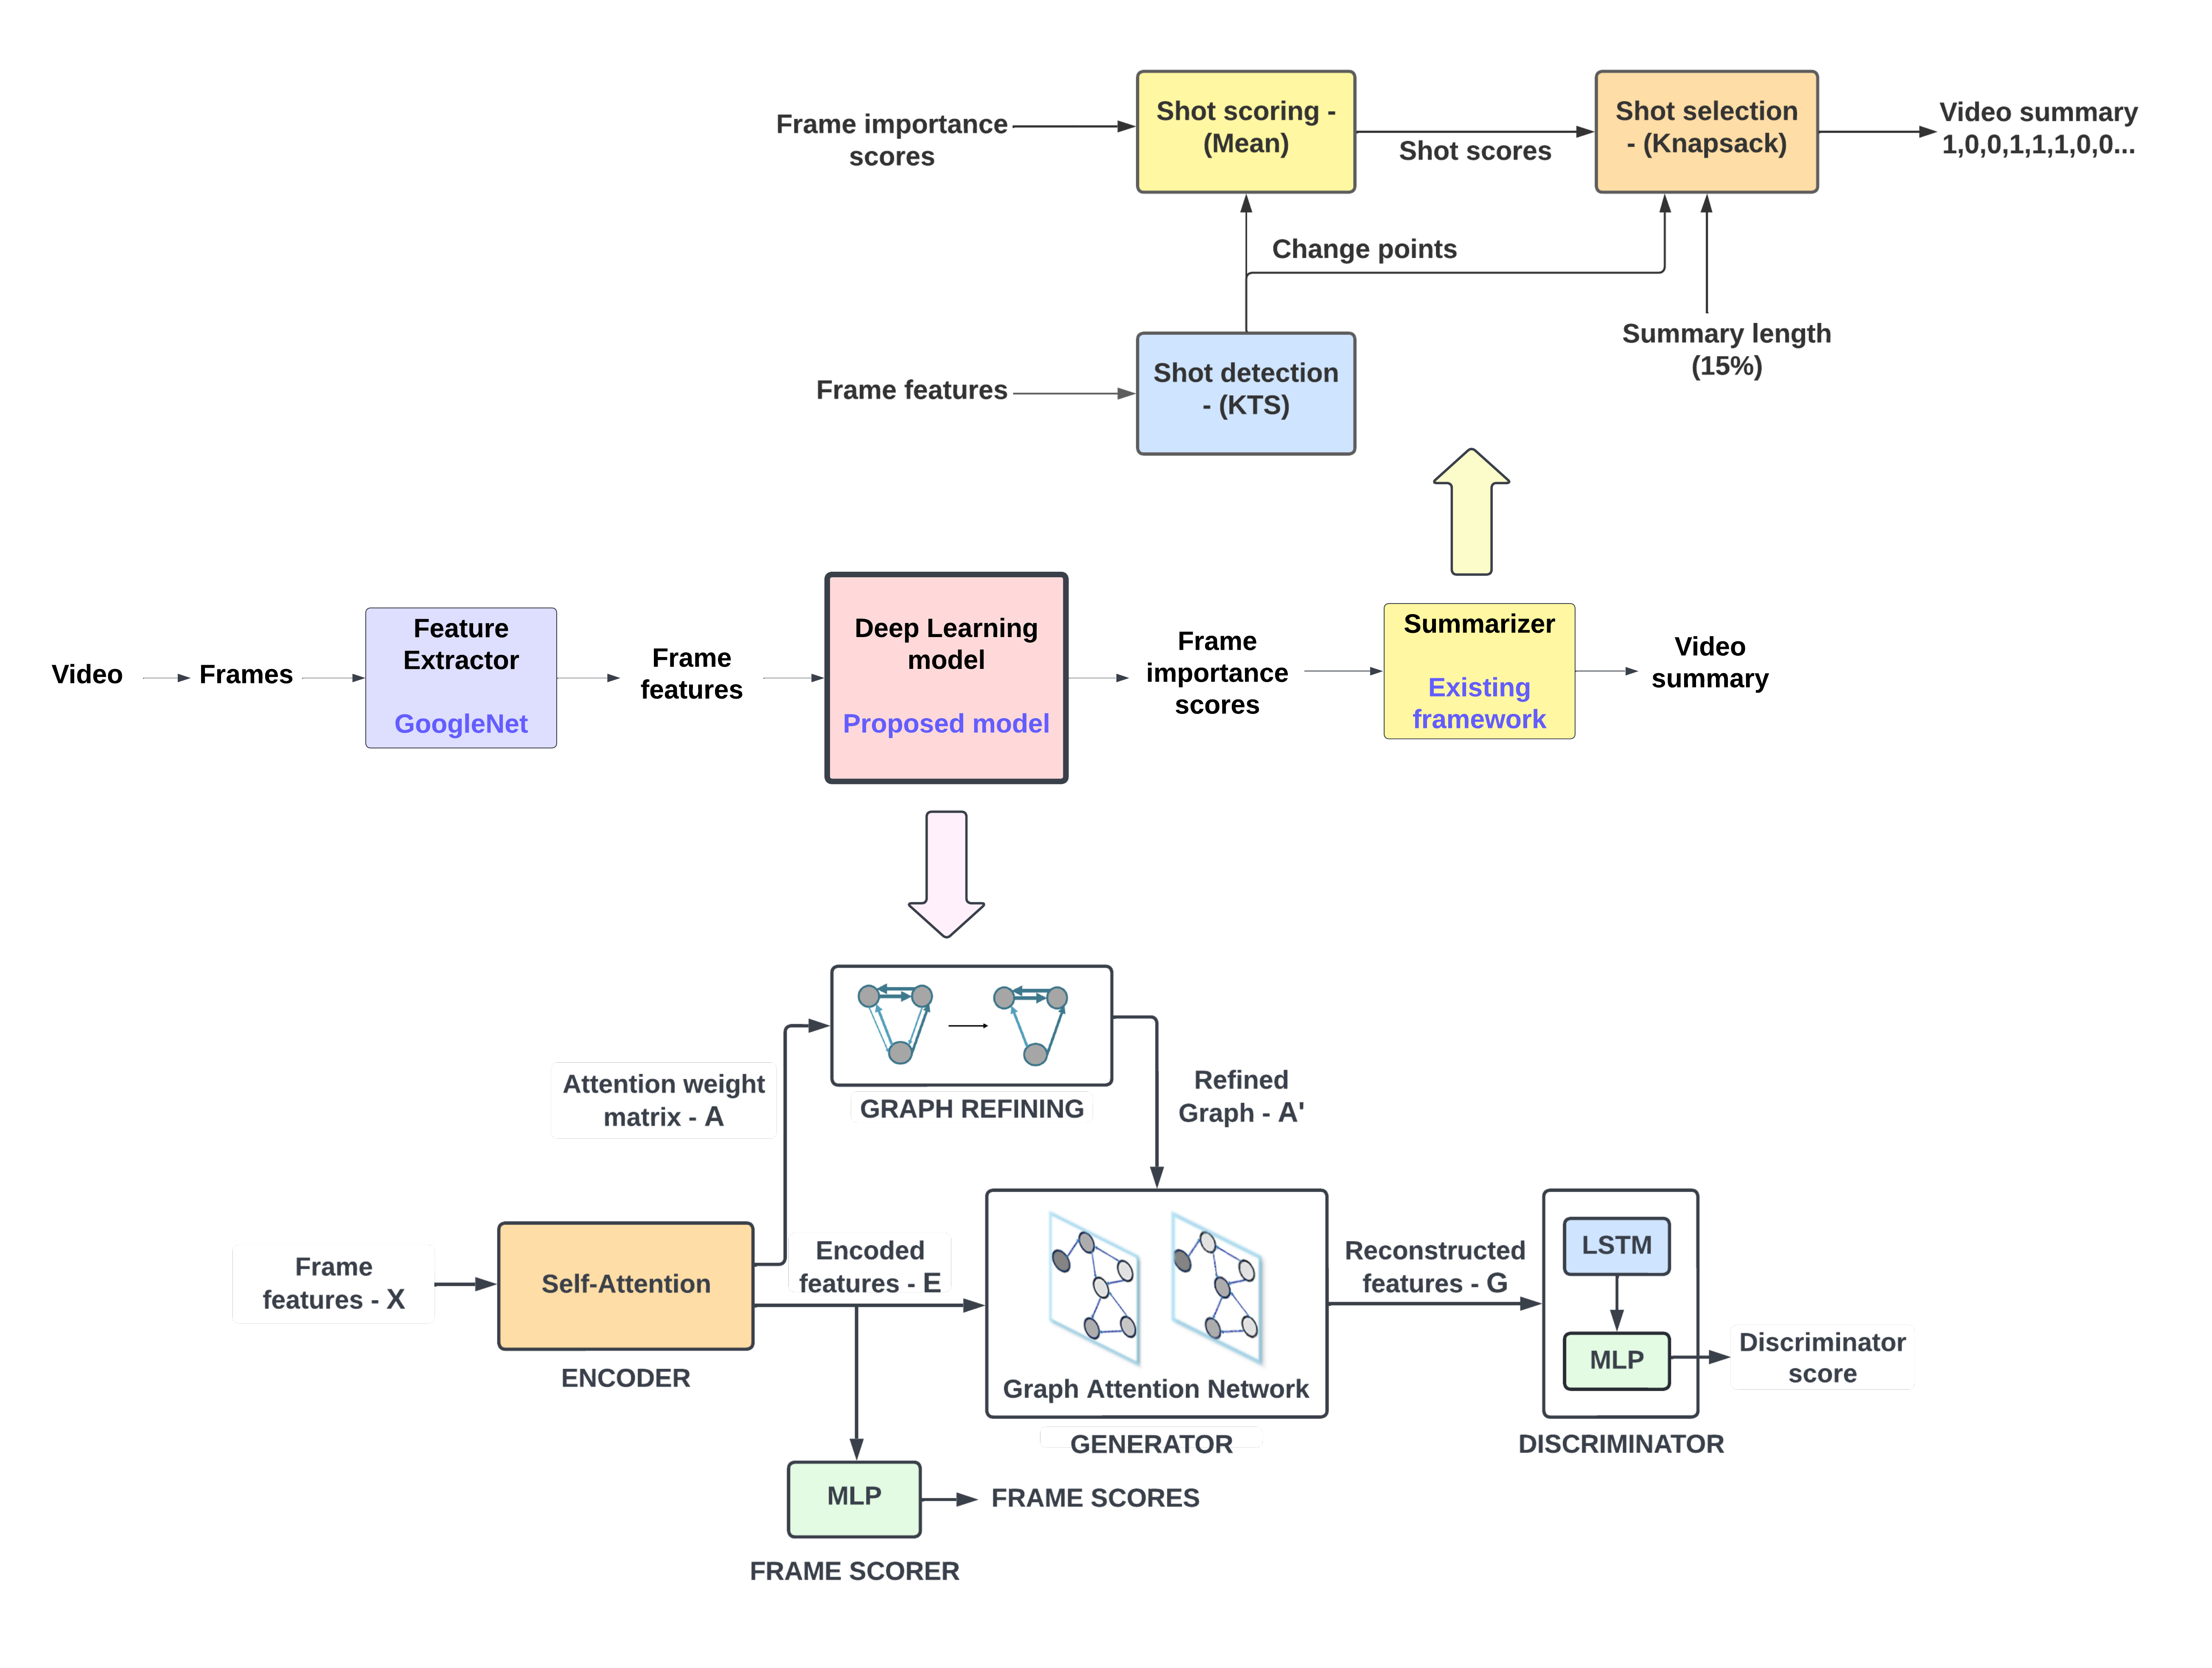 Frame importance
scores
Shot scoring -
(Mean)
Shot scores
Shot selection
- (Knapsack)
Video summary
1,0,0,1,1,1,0,0...
Change points
Summary length
(15%)
Frame features
Shot detection
- (KTS)
Video
Frames
Feature
Extractor
GoogleNet
Frame
features
Deep Learning
model
Proposed model
Frame
importance
scores
Summarizer
Existing
framework
Video
summary
Attention weight
matrix - A
GRAPH REFINING
Refined
Graph - A'
Frame
features - X
Self-Attention
ENCODER
Encoded
features - E
Graph Attention Network
GENERATOR
Reconstructed
features - G
LSTM
MLP
Discriminator
score
DISCRIMINATOR
MLP
FRAME SCORES
FRAME SCORER